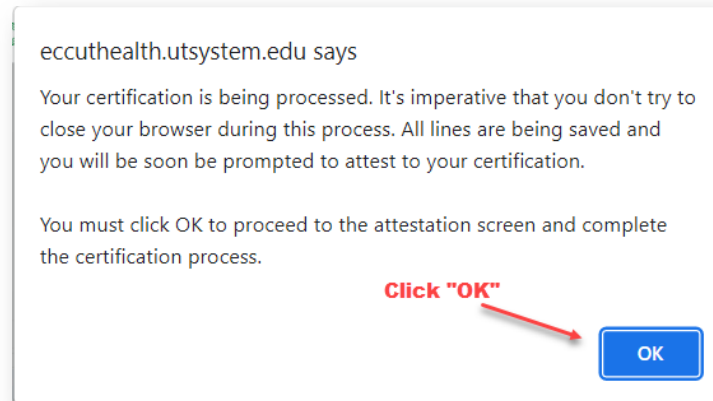 eccuthealth.utsystem.edu says
Your certification is being processed. It's imperative that you don't try to
close your browser during this process. All lines are being saved and
you will be soon be prompted to attest to your certification.
You must click OK to proceed to the attestation screen and complete
the certification process.
Click "OK"
OK